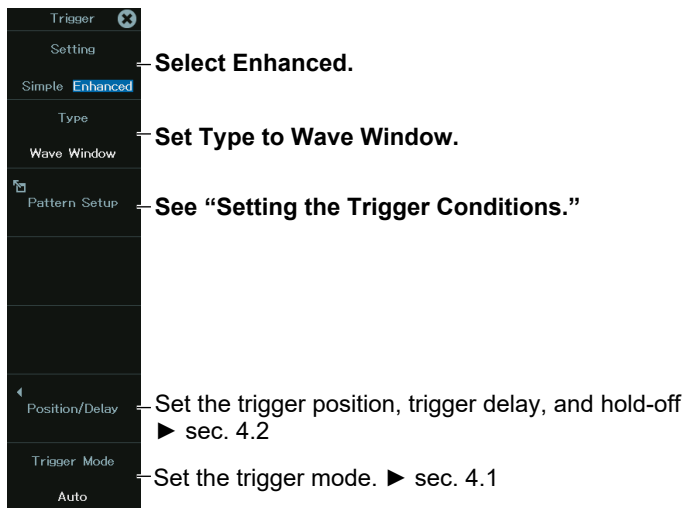 Trigger
Setting
Simple Enhanced
Select Enhanced.
Type
Wave Window
Set Type to Wave Window.
Pattern Setup
See “Setting the Trigger Conditions.”
Position/Delay
Set the trigger position, trigger delay, and hold-off
► sec. 4.2
Trigger Mode
Auto
Set the trigger mode. ► sec. 4.1